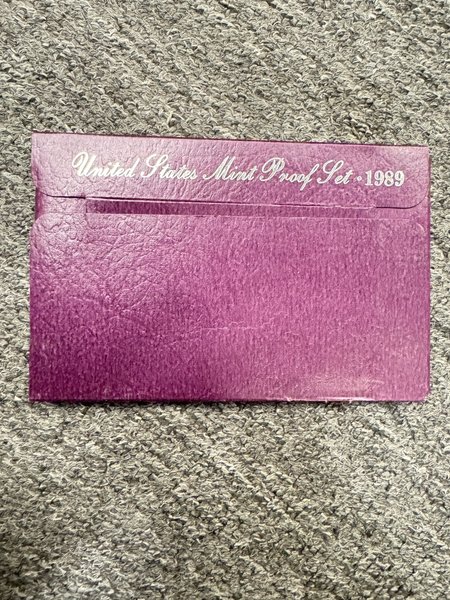 United States Mint Proof Set • 1989